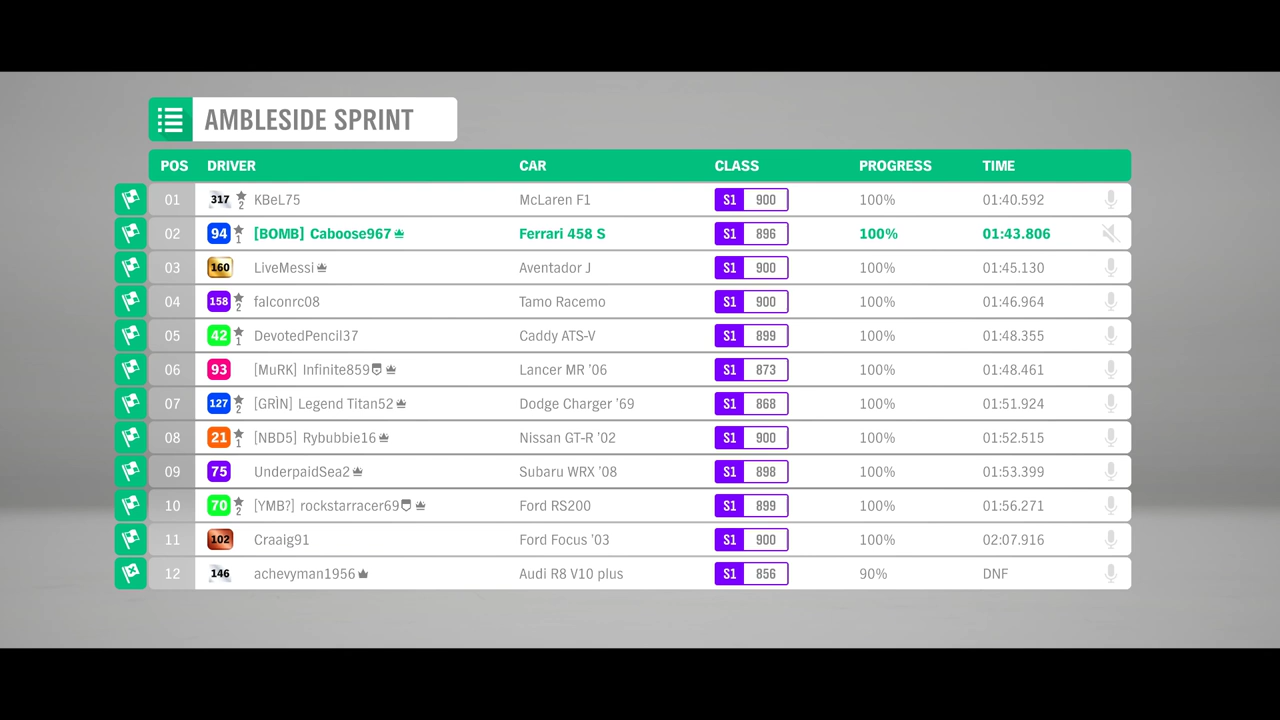 AMBLESIDE SPRINT
POS DRIVER CAR CLASS PROGRESS TIME
01 317 2 KBeL75 McLaren F1 S1 900 100% 01:40.592
02 94 1 [BOMB] Caboose967 Ferrari 458 S S1 896 100% 01:43.806
03 160 LiveMessi Aventador J S1 900 100% 01:45.130
04 158 2 falconrc08 Tamo Racemo S1 900 100% 01:46.964
05 42 1 DevotedPencil37 Caddy ATS-V S1 899 100% 01:48.355
06 93 [MuRK] Infinite859 Lancer MR '06 S1 873 100% 01:48.461
07 127 2 [GRÌN] Legend Titan52 Dodge Charger '69 S1 868 100% 01:51.924
08 21 1 [NBD5] Rybubbie16 Nissan GT-R '02 S1 900 100% 01:52.515
09 75 UnderpaidSea2 Subaru WRX '08 S1 898 100% 01:53.399
10 70 2 [YMB?] rockstarracer69 Ford RS200 S1 899 100% 01:56.271
11 102 Craaig91 Ford Focus '03 S1 900 100% 02:07.916
12 146 achevyman1956 Audi R8 V10 plus S1 856 90% DNF